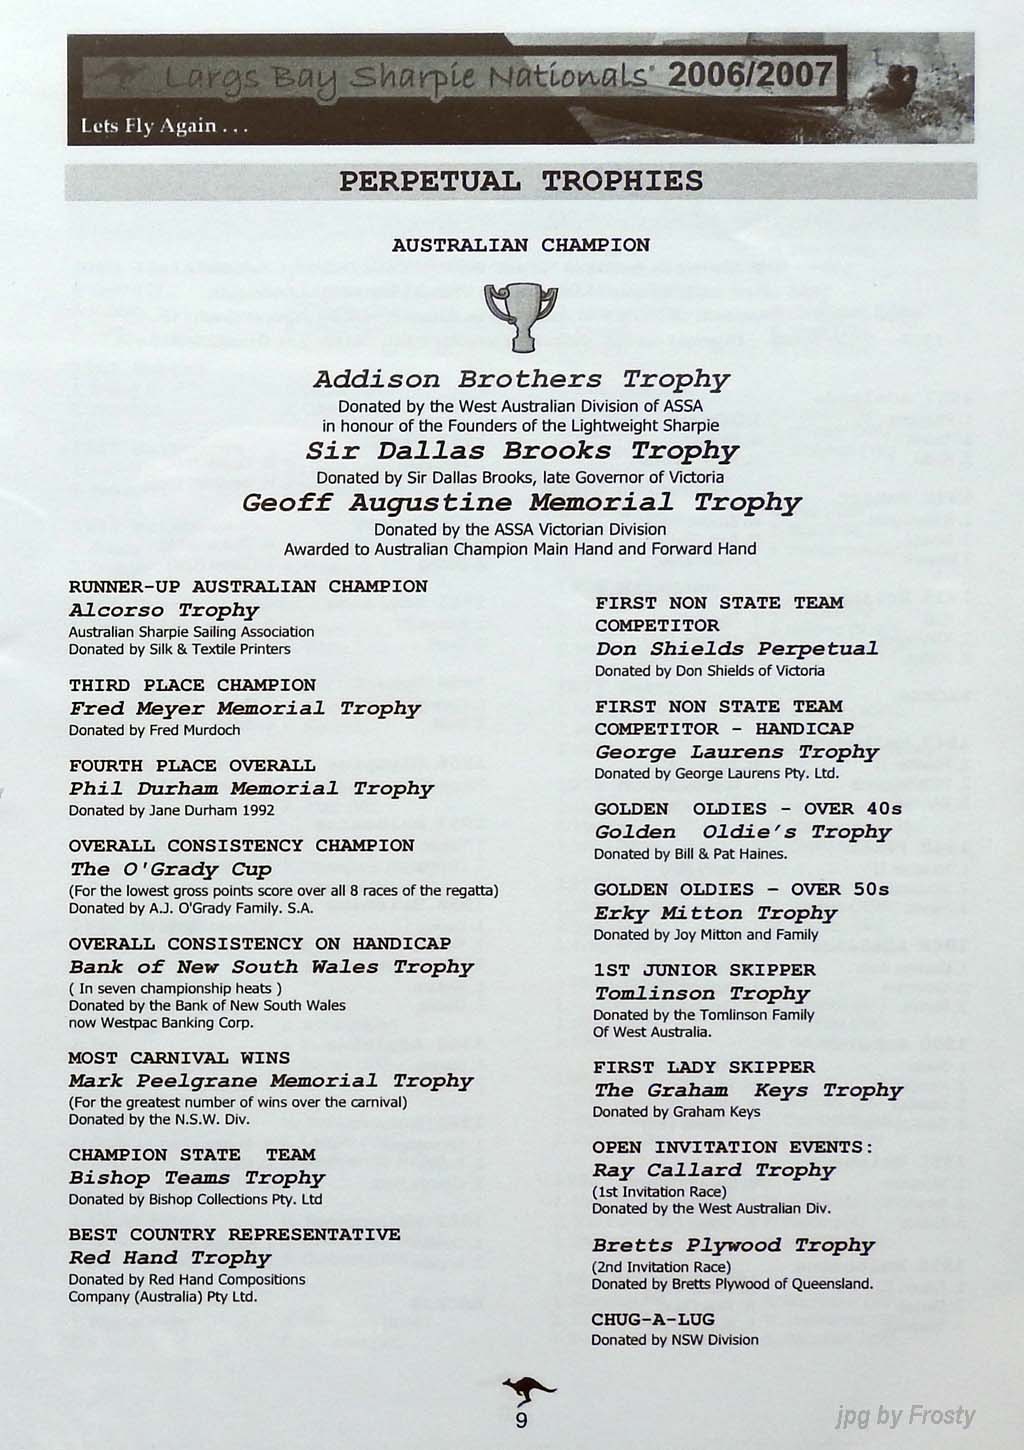 Largs Bay Sharpie Nationals 2006/2007
Lets Fly Again . . .
PERPETUAL TROPHIES
AUSTRALIAN CHAMPION
Addison Brothers Trophy
Donated by the West Australian Division of ASSA
in honour of the Founders of the Lightweight Sharpie
Sir Dallas Brooks Trophy
Donated by Sir Dallas Brooks, late Governor of Victoria
Geoff Augustine Memorial Trophy
Donated by the ASSA Victorian Division
Awarded to Australian Champion Main Hand and Forward Hand
RUNNER-UP AUSTRALIAN CHAMPION
Alcorso Trophy
Australian Sharpie Sailing Association
Donated by Silk & Textile Printers
THIRD PLACE CHAMPION
Fred Meyer Memorial Trophy
Donated by Fred Murdoch
FOURTH PLACE OVERALL
Phil Durham Memorial Trophy
Donated by Jane Durham 1992
OVERALL CONSISTENCY CHAMPION
The O'Grady Cup
(For the lowest gross points score over all 8 races of the regatta)
Donated by A.J. O'Grady Family. S.A.
OVERALL CONSISTENCY ON HANDICAP
Bank of New South Wales Trophy
( In seven championship heats )
Donated by the Bank of New South Wales
now Westpac Banking Corp.
MOST CARNIVAL WINS
Mark Peelgrane Memorial Trophy
(For the greatest number of wins over the carnival)
Donated by the N.S.W. Div.
CHAMPION STATE TEAM
Bishop Teams Trophy
Donated by Bishop Collections Pty. Ltd
BEST COUNTRY REPRESENTATIVE
Red Hand Trophy
Donated by Red Hand Compositions
Company (Australia) Pty Ltd.
FIRST NON STATE TEAM
COMPETITOR
Don Shields Perpetual
Donated by Don Shields of Victoria
FIRST NON STATE TEAM
COMPETITOR - HANDICAP
George Laurens Trophy
Donated by George Laurens Pty. Ltd.
GOLDEN OLDIES - OVER 40s
Golden Oldie's Trophy
Donated by Bill & Pat Haines.
GOLDEN OLDIES - OVER 50s
Erky Mitton Trophy
Donated by Joy Mitton and Family
1ST JUNIOR SKIPPER
Tomlinson Trophy
Donated by the Tomlinson Family
Of West Australia.
FIRST LADY SKIPPER
The Graham Keys Trophy
Donated by Graham Keys
OPEN INVITATION EVENTS:
Ray Callard Trophy
(1st Invitation Race)
Donated by the West Australian Div.
Bretts Plywood Trophy
(2nd Invitation Race)
Donated by Bretts Plywood of Queensland.
CHUG-A-LUG
Donated by NSW Division
9
jpg by Frosty